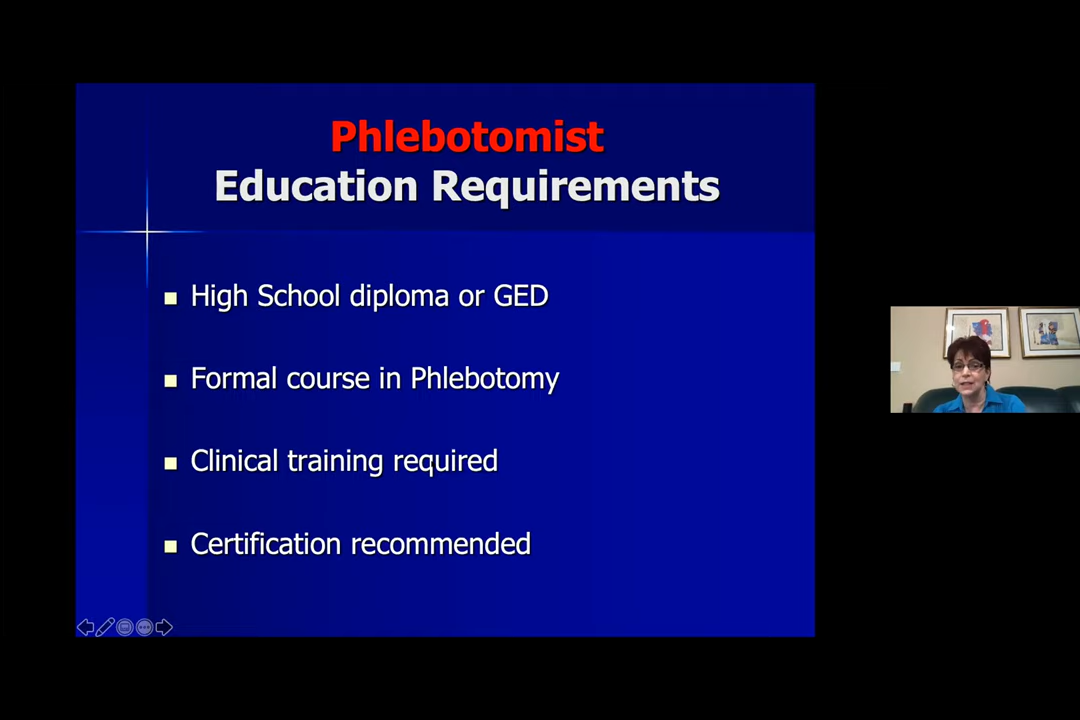 Phlebotomist
Education Requirements
High School diploma or GED
Formal course in Phlebotomy
Clinical training required
Certification recommended